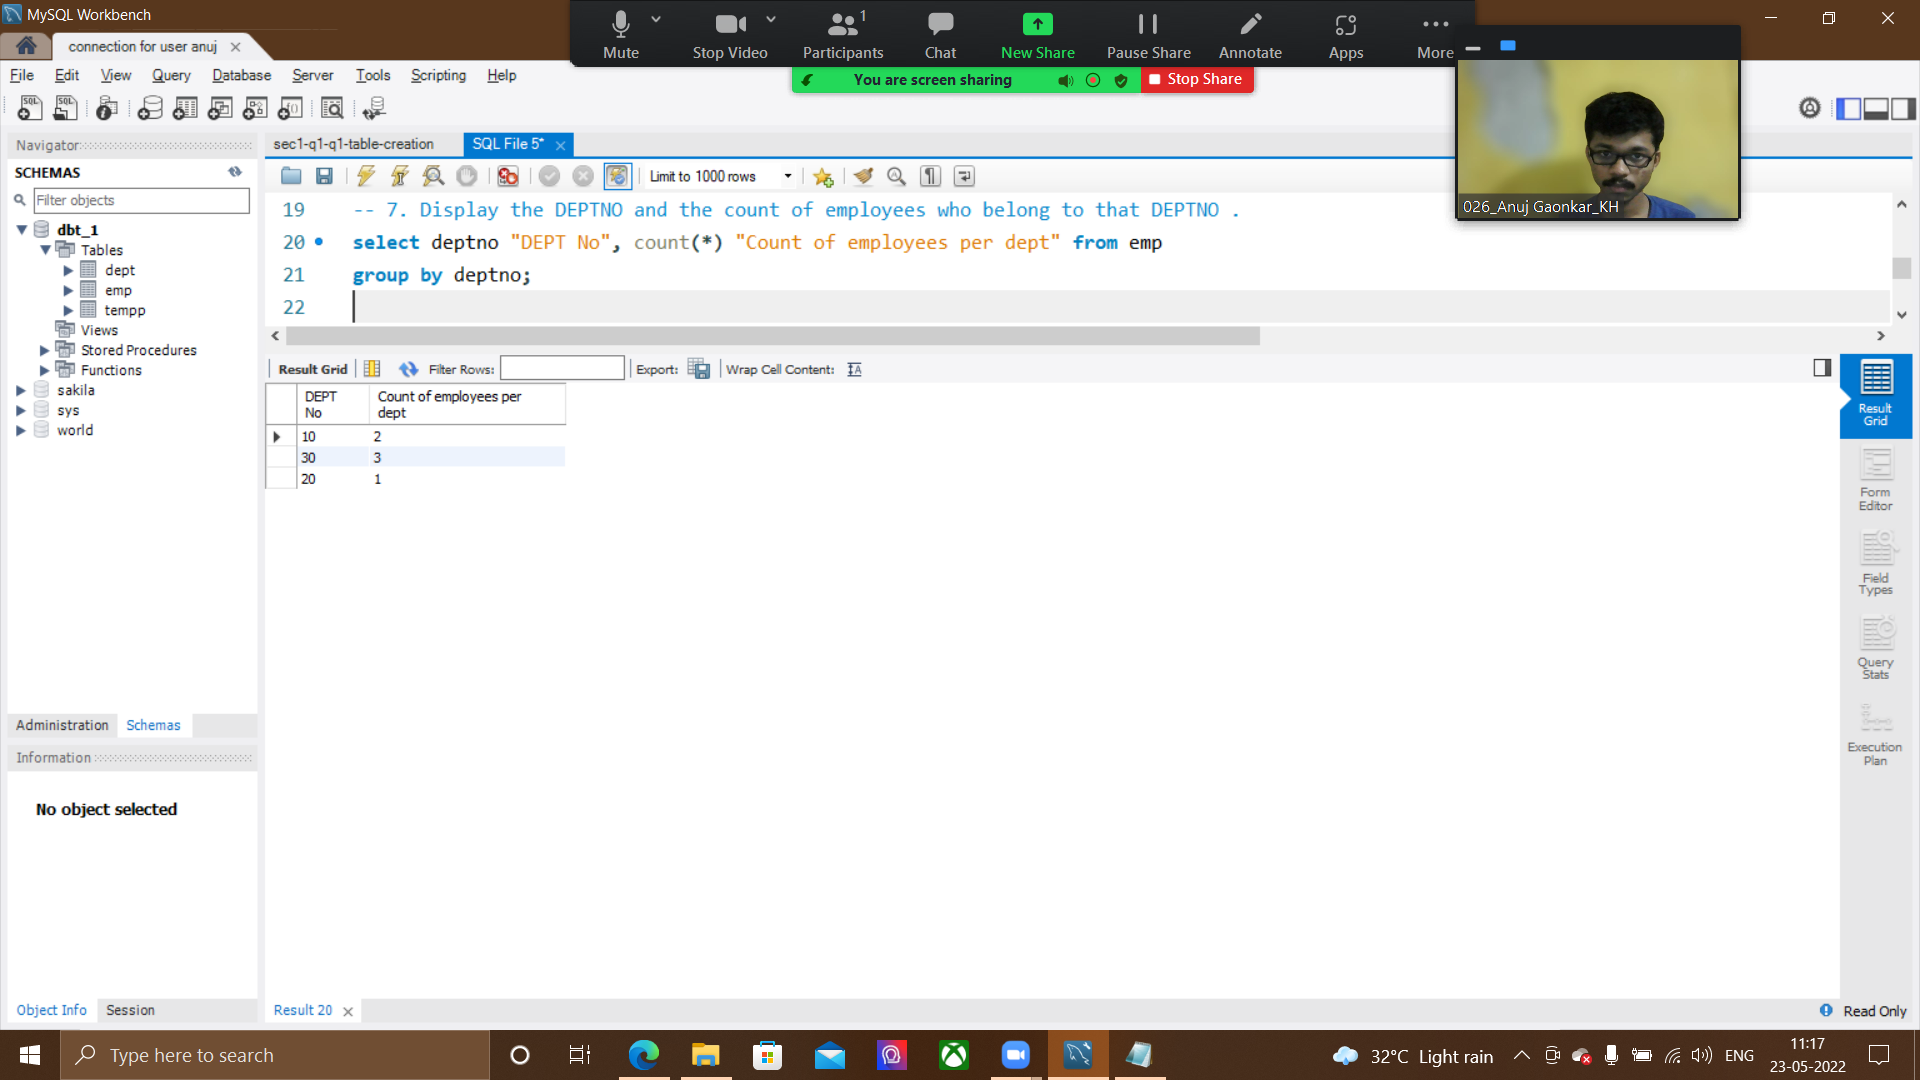 MySQL Workbench
connection for user anuj
File Edit View Query Database Server Tools Scripting Help
Mute Stop Video Participants 1 Chat New Share Pause Share Annotate Apps More
You are screen sharing Stop Share
026_Anuj Gaonkar_KH
Navigator
SCHEMAS
Filter objects
dbt_1
Tables
dept
emp
tempp
Views
Stored Procedures
Functions
sakila
sys
world
Administration Schemas
Information
No object selected
Object Info Session
sec1-q1-q1-table-creation SQL File 5*
Limit to 1000 rows
19 -- 7. Display the DEPTNO and the count of employees who belong to that DEPTNO .
20 select deptno "DEPT No", count(*) "Count of employees per dept" from emp
21 group by deptno;
22
Result Grid Filter Rows: Export: Wrap Cell Content:
DEPT No Count of employees per dept
10 2
30 3
20 1
Result Grid
Form Editor
Field Types
Query Stats
Execution Plan
Result 20 Read Only
Type here to search
32°C Light rain ENG
11:17
23-05-2022